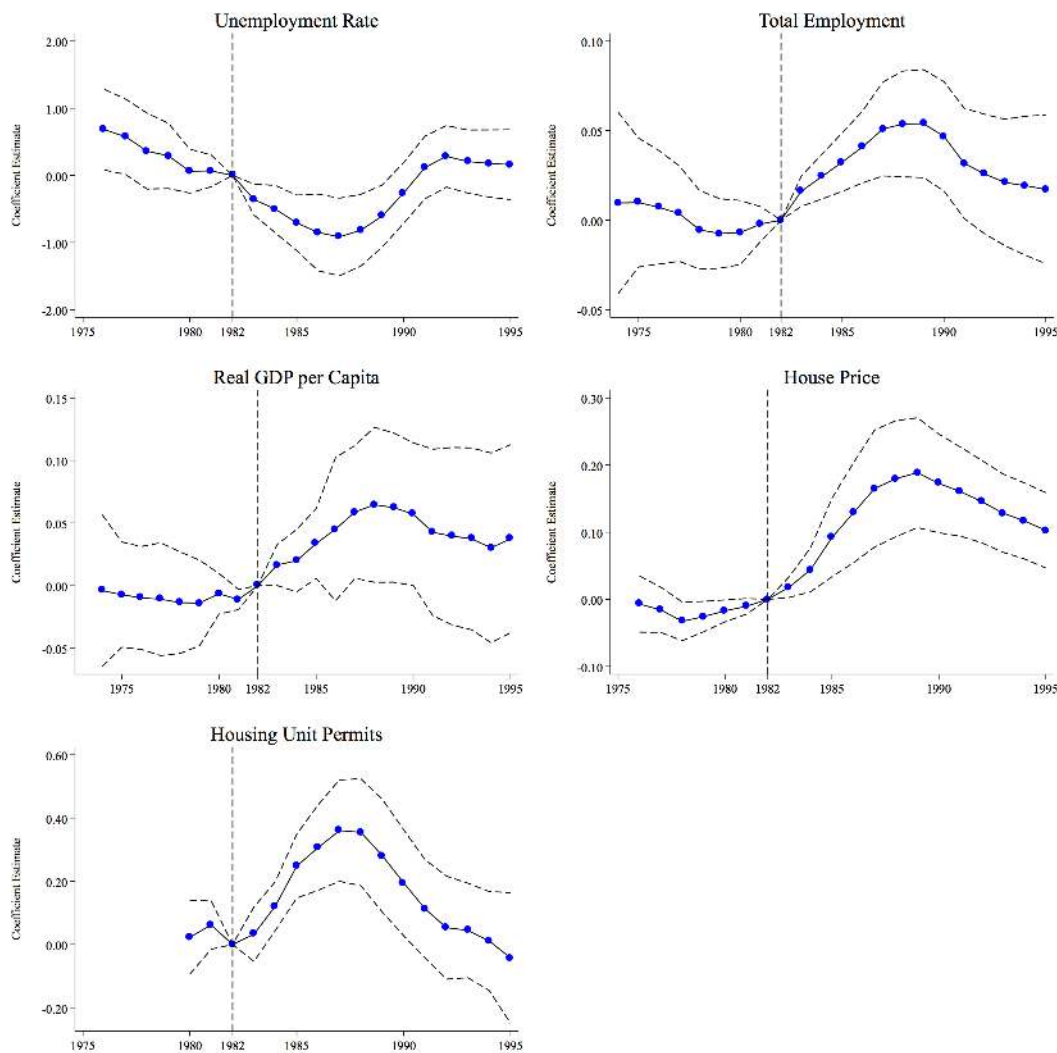 Unemployment Rate
Coefficient Estimate
2.00
1.00
0.00
-1.00
-2.00
1975 1980 1982 1985 1990 1995
Total Employment
Coefficient Estimate
0.10
0.05
0.00
-0.05
1975 1980 1982 1985 1990 1995
Real GDP per Capita
Coefficient Estimate
0.15
0.10
0.05
0.00
-0.05
1975 1980 1982 1985 1990 1995
House Price
Coefficient Estimate
0.30
0.20
0.10
0.00
-0.10
1975 1980 1982 1985 1990 1995
Housing Unit Permits
Coefficient Estimate
0.60
0.40
0.20
0.00
-0.20
1975 1980 1982 1985 1990 1995